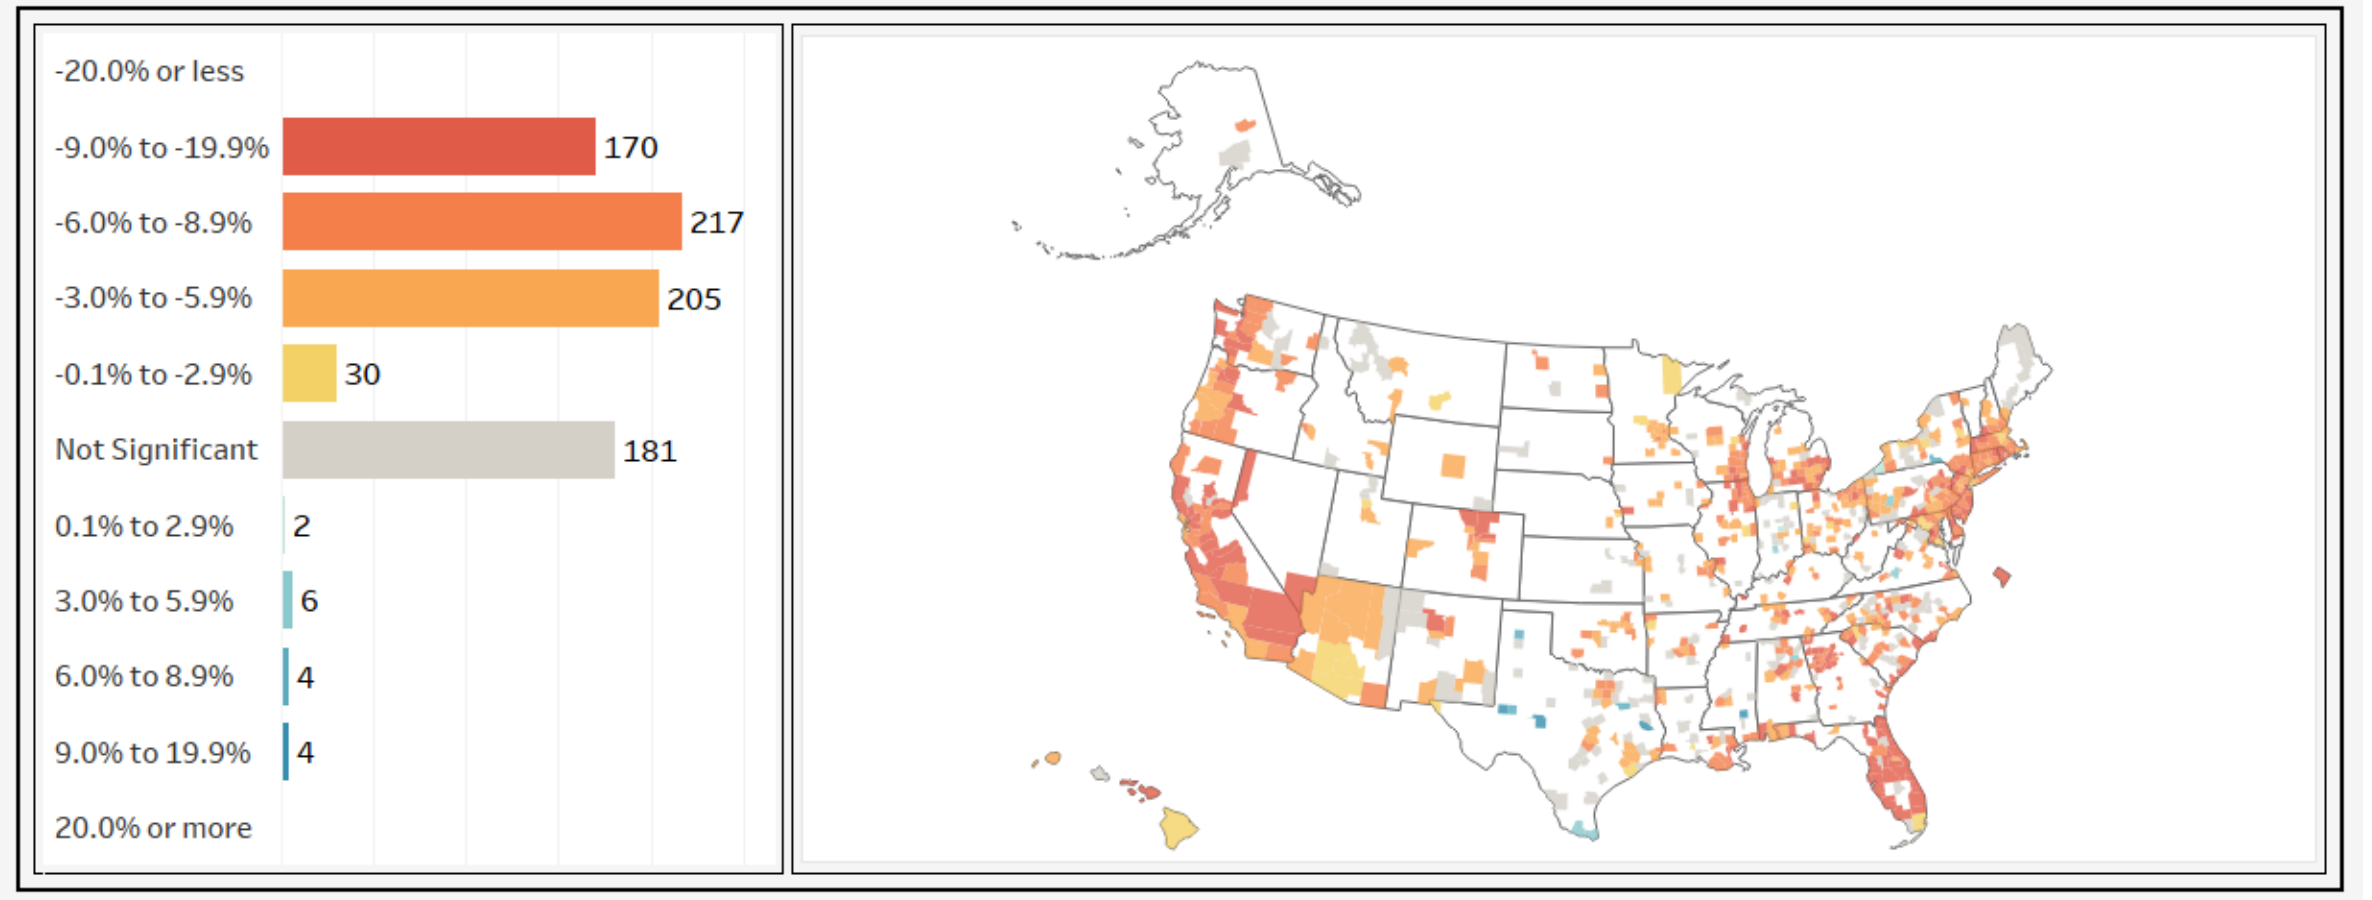 -20.0% or less
-9.0% to -19.9% 170
-6.0% to -8.9% 217
-3.0% to -5.9% 205
-0.1% to -2.9% 30
Not Significant 181
0.1% to 2.9% 2
3.0% to 5.9% 6
6.0% to 8.9% 4
9.0% to 19.9% 4
20.0% or more